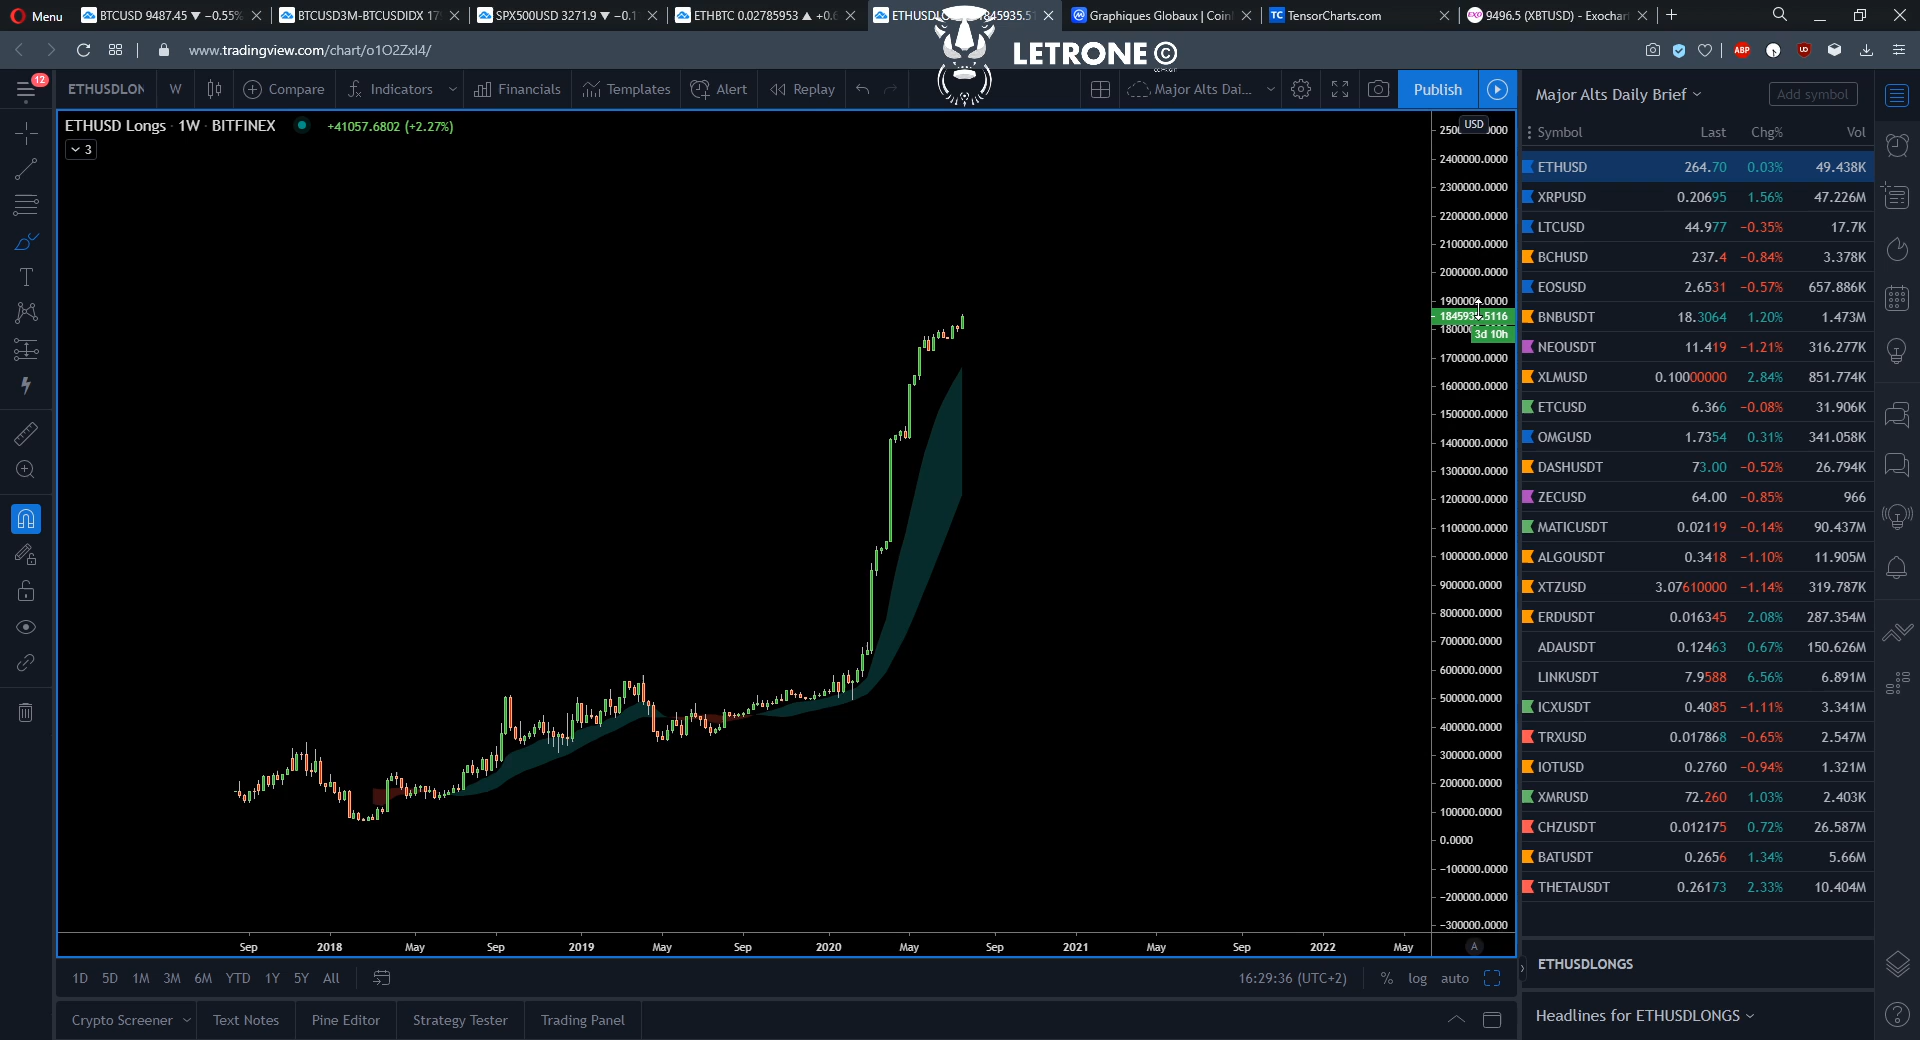 Menu
BTCUSD 9487.45 ▼ −0.55%
BTCUSD3M-BTCUSDIDX 17
SPX500USD 3271.9 ▼ −0.1
ETHBTC 0.02785953 ▲ +0.6
ETHUSDLO 1845935.51
Graphiques Globaux | Coin
TensorCharts.com
9496.5 (XBTUSD) - Exochar
www.tradingview.com/chart/o1O2Zxl4/
LETRONE ©
ABP
12
ETHUSDLON
W
Compare
Indicators
Financials
Templates
Alert
Replay
Major Alts Dai...
Publish
Major Alts Daily Brief
Add symbol
ETHUSD Longs · 1W · BITFINEX
+41057.6802 (+2.27%)
3
USD
2400000.0000
2300000.0000
2200000.0000
2100000.0000
2000000.0000
1900000.0000
1845935.5116
3d 10h
1700000.0000
1600000.0000
1500000.0000
1400000.0000
1300000.0000
1200000.0000
1100000.0000
1000000.0000
900000.0000
800000.0000
700000.0000
600000.0000
500000.0000
400000.0000
300000.0000
200000.0000
100000.0000
0.0000
−100000.0000
−200000.0000
−300000.0000
Sep 2018 May Sep 2019 May Sep 2020 May Sep 2021 May Sep 2022 May
A
1D 5D 1M 3M 6M YTD 1Y 5Y All
16:29:36 (UTC+2)
% log auto
Crypto Screener
Text Notes
Pine Editor
Strategy Tester
Trading Panel
Symbol Last Chg% Vol
ETHUSD 264.70 0.03% 49.438K
XRPUSD 0.20695 1.56% 47.226M
LTCUSD 44.977 −0.35% 17.7K
BCHUSD 237.4 −0.84% 3.378K
EOSUSD 2.6531 −0.57% 657.886K
BNBUSDT 18.3064 1.20% 1.473M
NEOUSDT 11.419 −1.21% 316.277K
XLMUSD 0.10000000 2.84% 851.774K
ETCUSD 6.366 −0.08% 31.906K
OMGUSD 1.7354 0.31% 341.058K
DASHUSDT 73.00 −0.52% 26.794K
ZECUSD 64.00 −0.85% 966
MATICUSDT 0.02119 −0.14% 90.437M
ALGOUSDT 0.3418 −1.10% 11.905M
XTZUSD 3.07610000 −1.14% 319.787K
ERDUSDT 0.016345 2.08% 287.354M
ADAUSDT 0.12463 0.67% 150.626M
LINKUSDT 7.9588 6.56% 6.891M
ICXUSDT 0.4085 −1.11% 3.341M
TRXUSD 0.017868 −0.65% 2.547M
IOTUSD 0.2760 −0.94% 1.321M
XMRUSD 72.260 1.03% 2.403K
CHZUSDT 0.012175 0.72% 26.587M
BATUSDT 0.2656 1.34% 5.66M
THETAUSDT 0.26173 2.33% 10.404M
ETHUSDLONGS
Headlines for ETHUSDLONGS